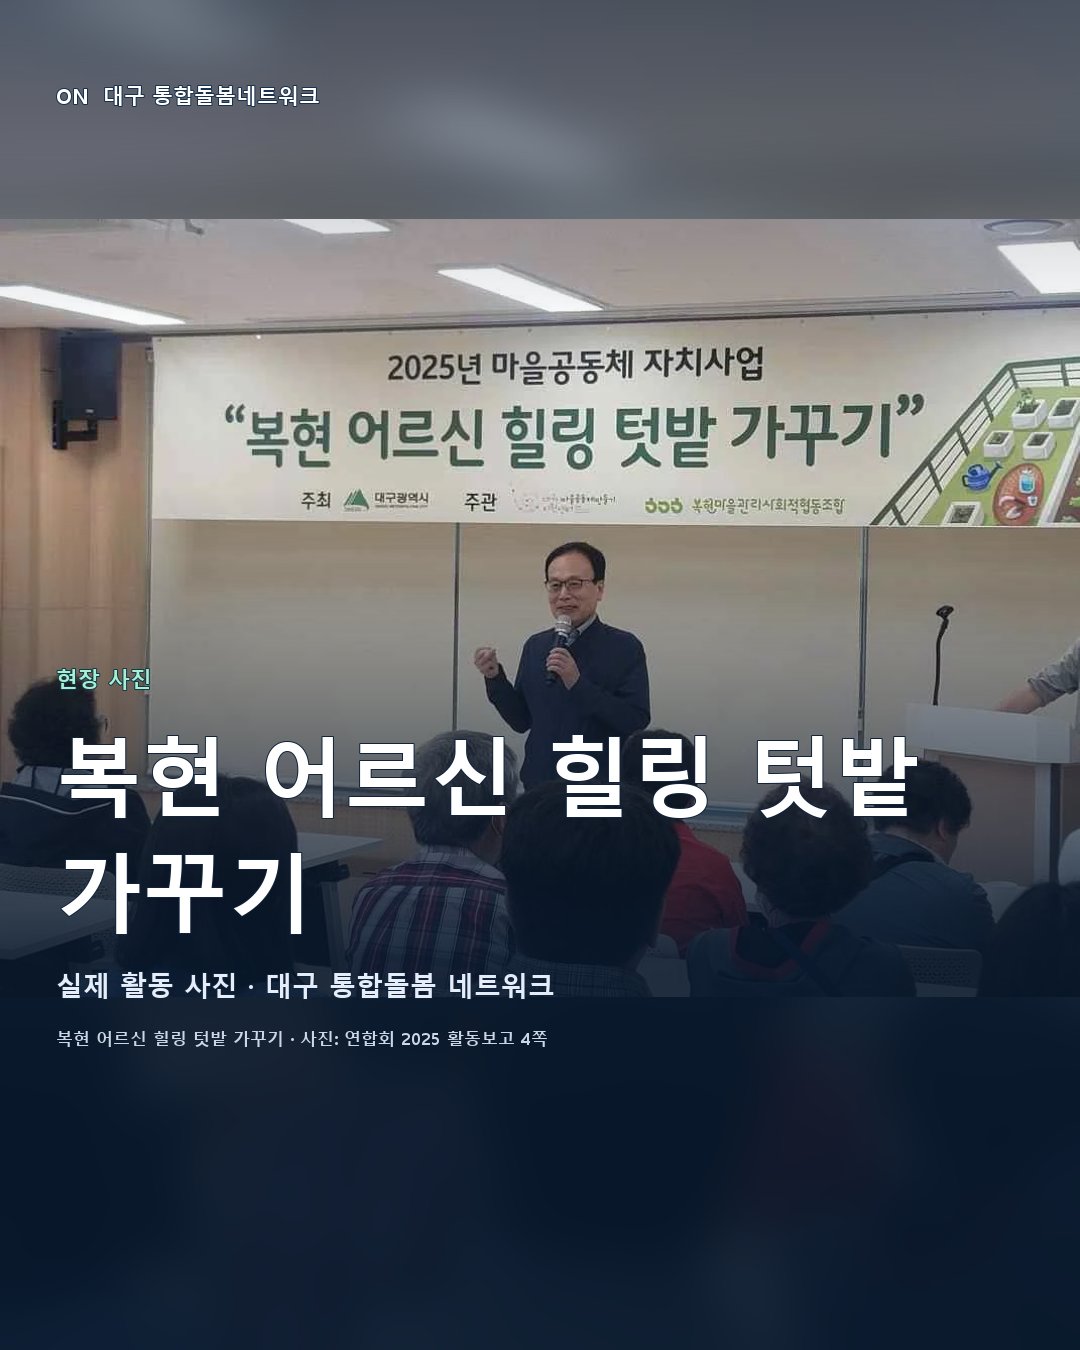 ON 대구 통합돌봄네트워크
2025년 마을공동체 자치사업
“복현 어르신 힐링 텃밭 가꾸기”
주최 대구광역시 주관 복현마을관리사회적협동조합
현장 사진
복현 어르신 힐링 텃밭
가꾸기
실제 활동 사진 · 대구 통합돌봄 네트워크
복현 어르신 힐링 텃밭 가꾸기 · 사진: 연합회 2025 활동보고 4쪽